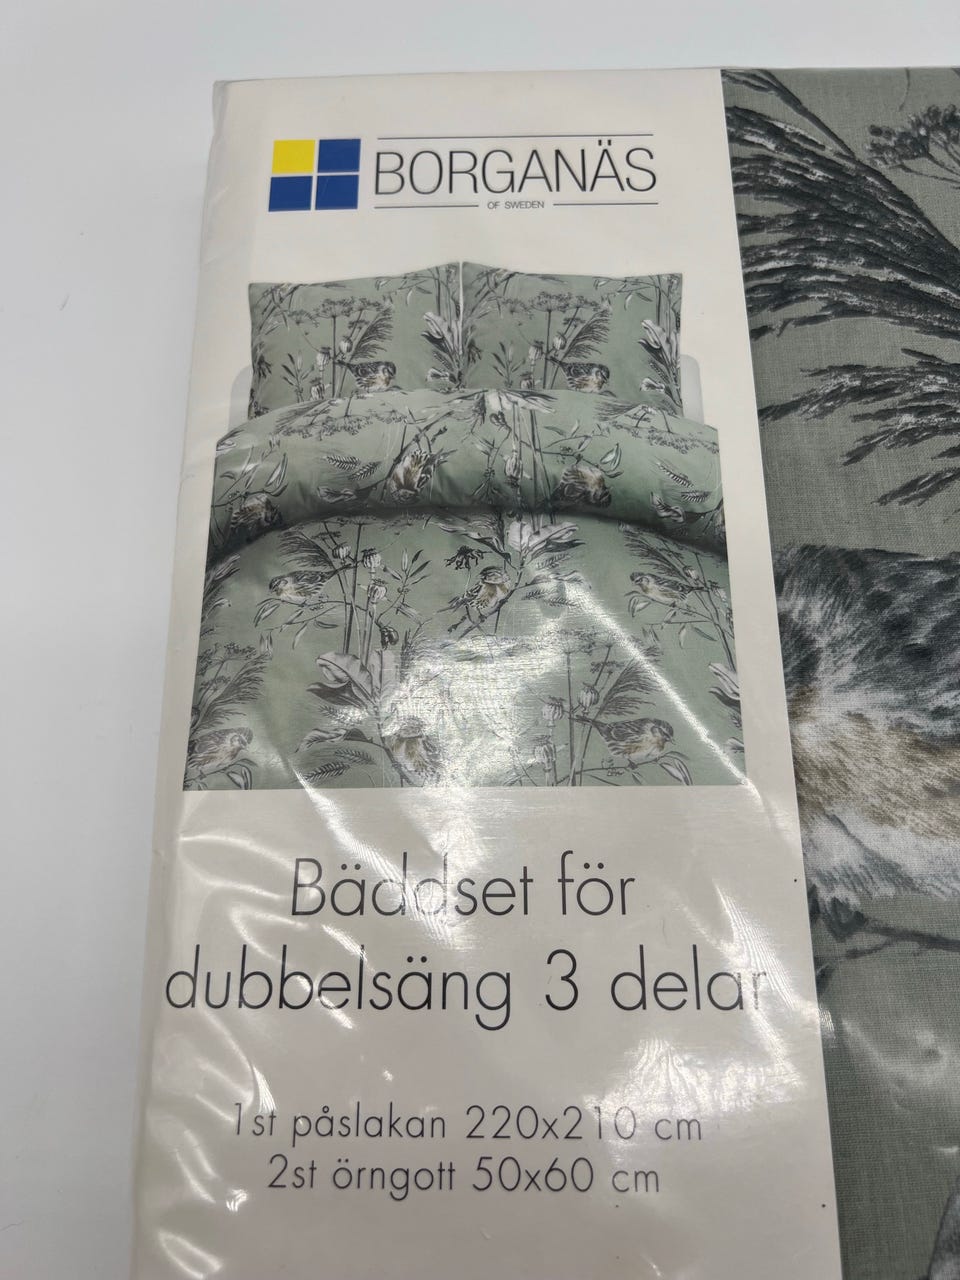 BORGANÄS
OF SWEDEN
Bäddset för
dubbelsäng 3 delar
1st påslakan 220x210 cm
2st örngott 50x60 cm